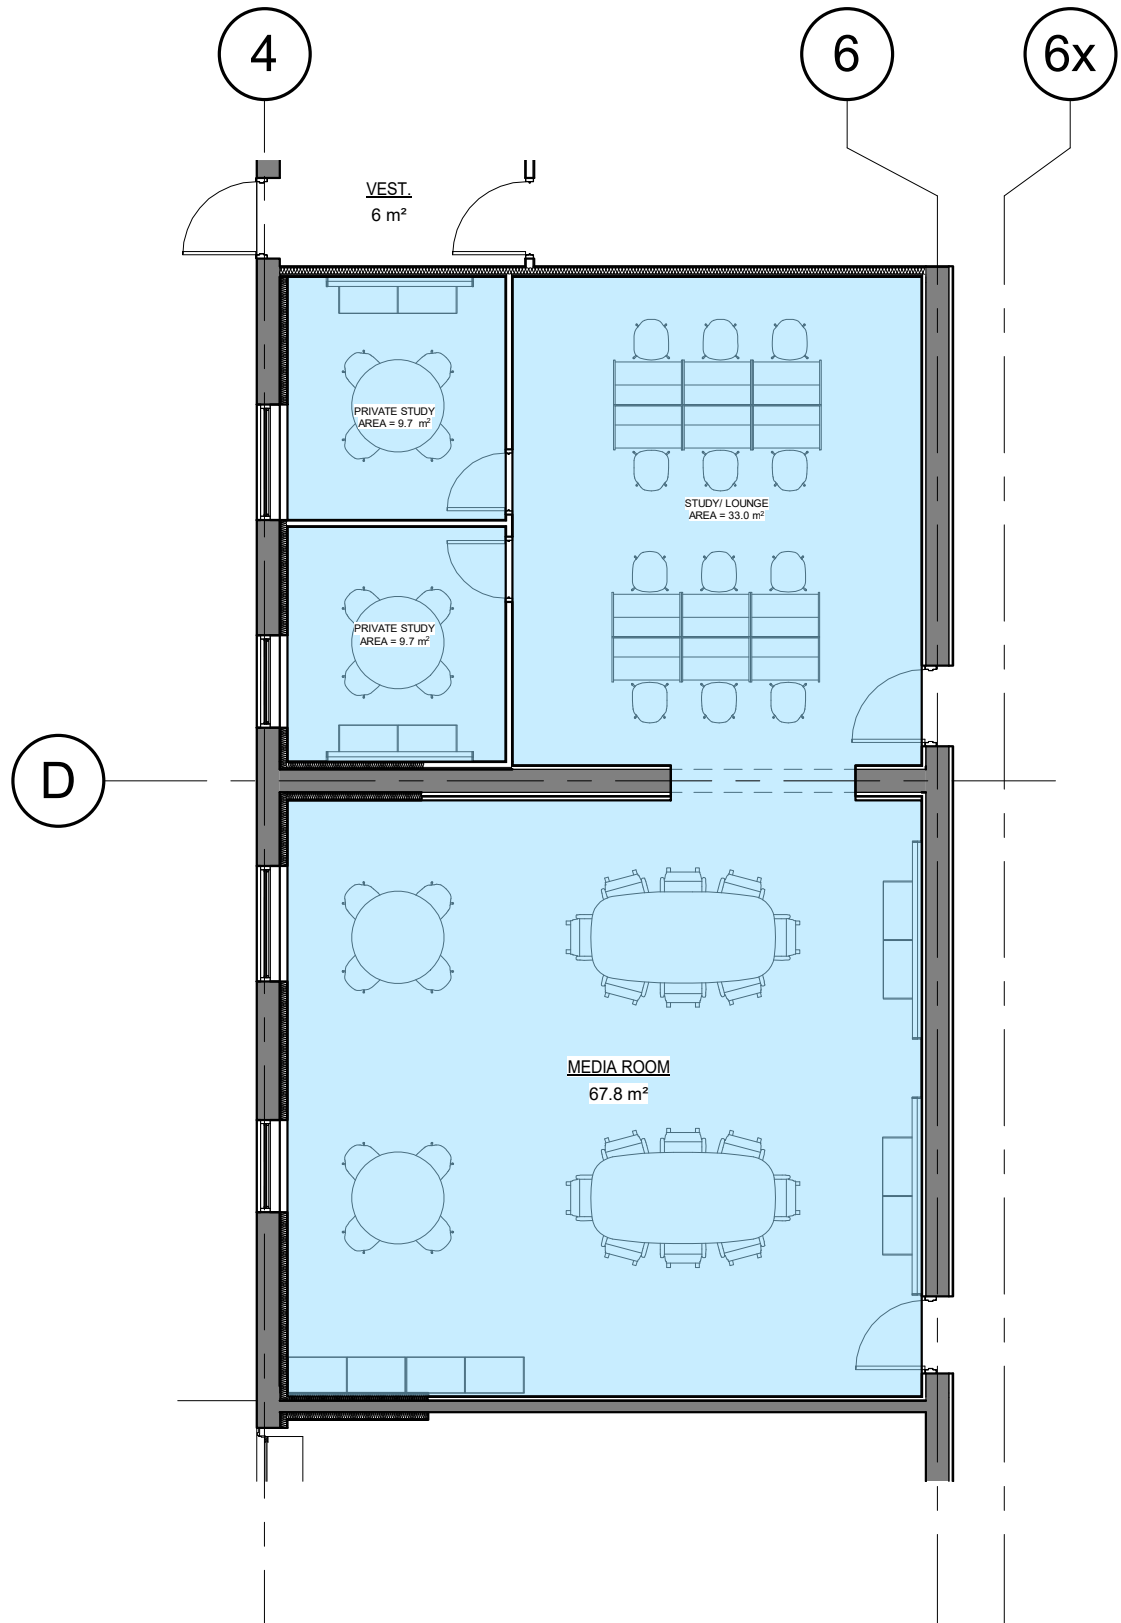 4
6
6x
VEST.
6 m²
PRIVATE STUDY
AREA = 9.7 m²
STUDY/ LOUNGE
AREA = 33.0 m²
PRIVATE STUDY
AREA = 9.7 m²
D
MEDIA ROOM
67.8 m²